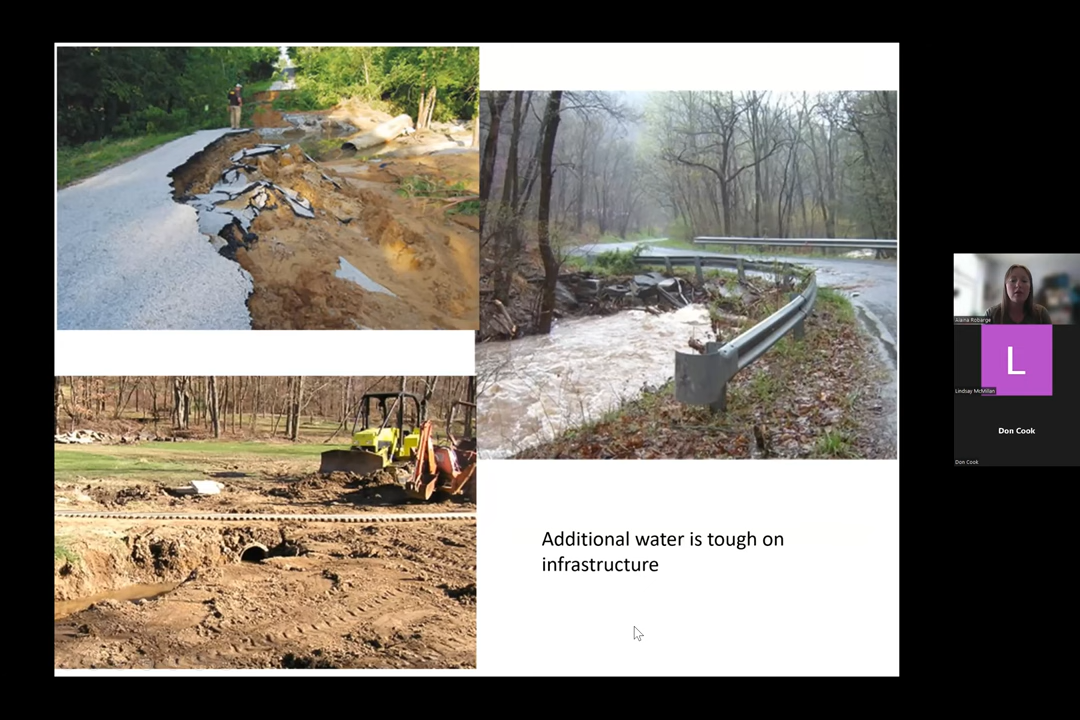 Additional water is tough on
infrastructure
Alaina Robarge
L
Lindsay McMillan
Don Cook
Don Cook